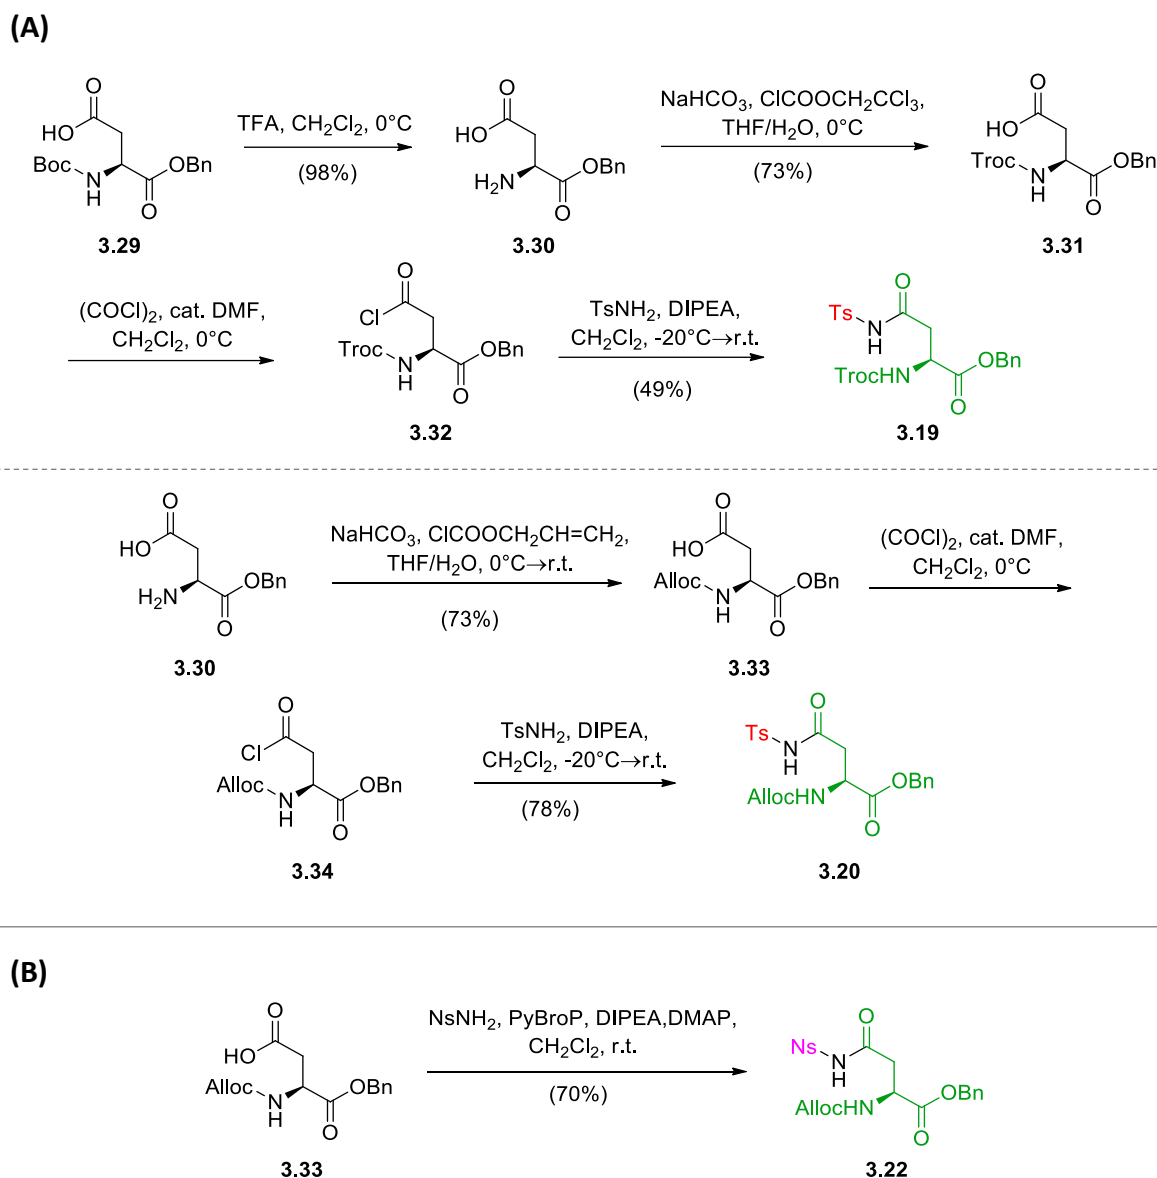 (A)
O
HO
Boc
N
H
OBn
O
3.29
TFA, CH₂Cl₂, 0°C
(98%)
O
HO
H₂N
OBn
O
3.30
NaHCO₃, ClCOOCH₂CCl₃,
THF/H₂O, 0°C
(73%)
O
HO
Troc
N
H
OBn
O
3.31
(COCl)₂, cat. DMF,
CH₂Cl₂, 0°C
O
Cl
Troc
N
H
OBn
O
3.32
TsNH₂, DIPEA,
CH₂Cl₂, -20°C→r.t.
(49%)
O
Ts
N
H
TrocHN
OBn
O
3.19
O
HO
H₂N
OBn
O
3.30
NaHCO₃, ClCOOCH₂CH=CH₂,
THF/H₂O, 0°C→r.t.
(73%)
O
HO
Alloc
N
H
OBn
O
3.33
(COCl)₂, cat. DMF,
CH₂Cl₂, 0°C
O
Cl
Alloc
N
H
OBn
O
3.34
TsNH₂, DIPEA,
CH₂Cl₂, -20°C→r.t.
(78%)
O
Ts
N
H
AllocHN
OBn
O
3.20
(B)
O
HO
Alloc
N
H
OBn
O
3.33
NsNH₂, PyBroP, DIPEA,DMAP,
CH₂Cl₂, r.t.
(70%)
O
Ns
N
H
AllocHN
OBn
O
3.22